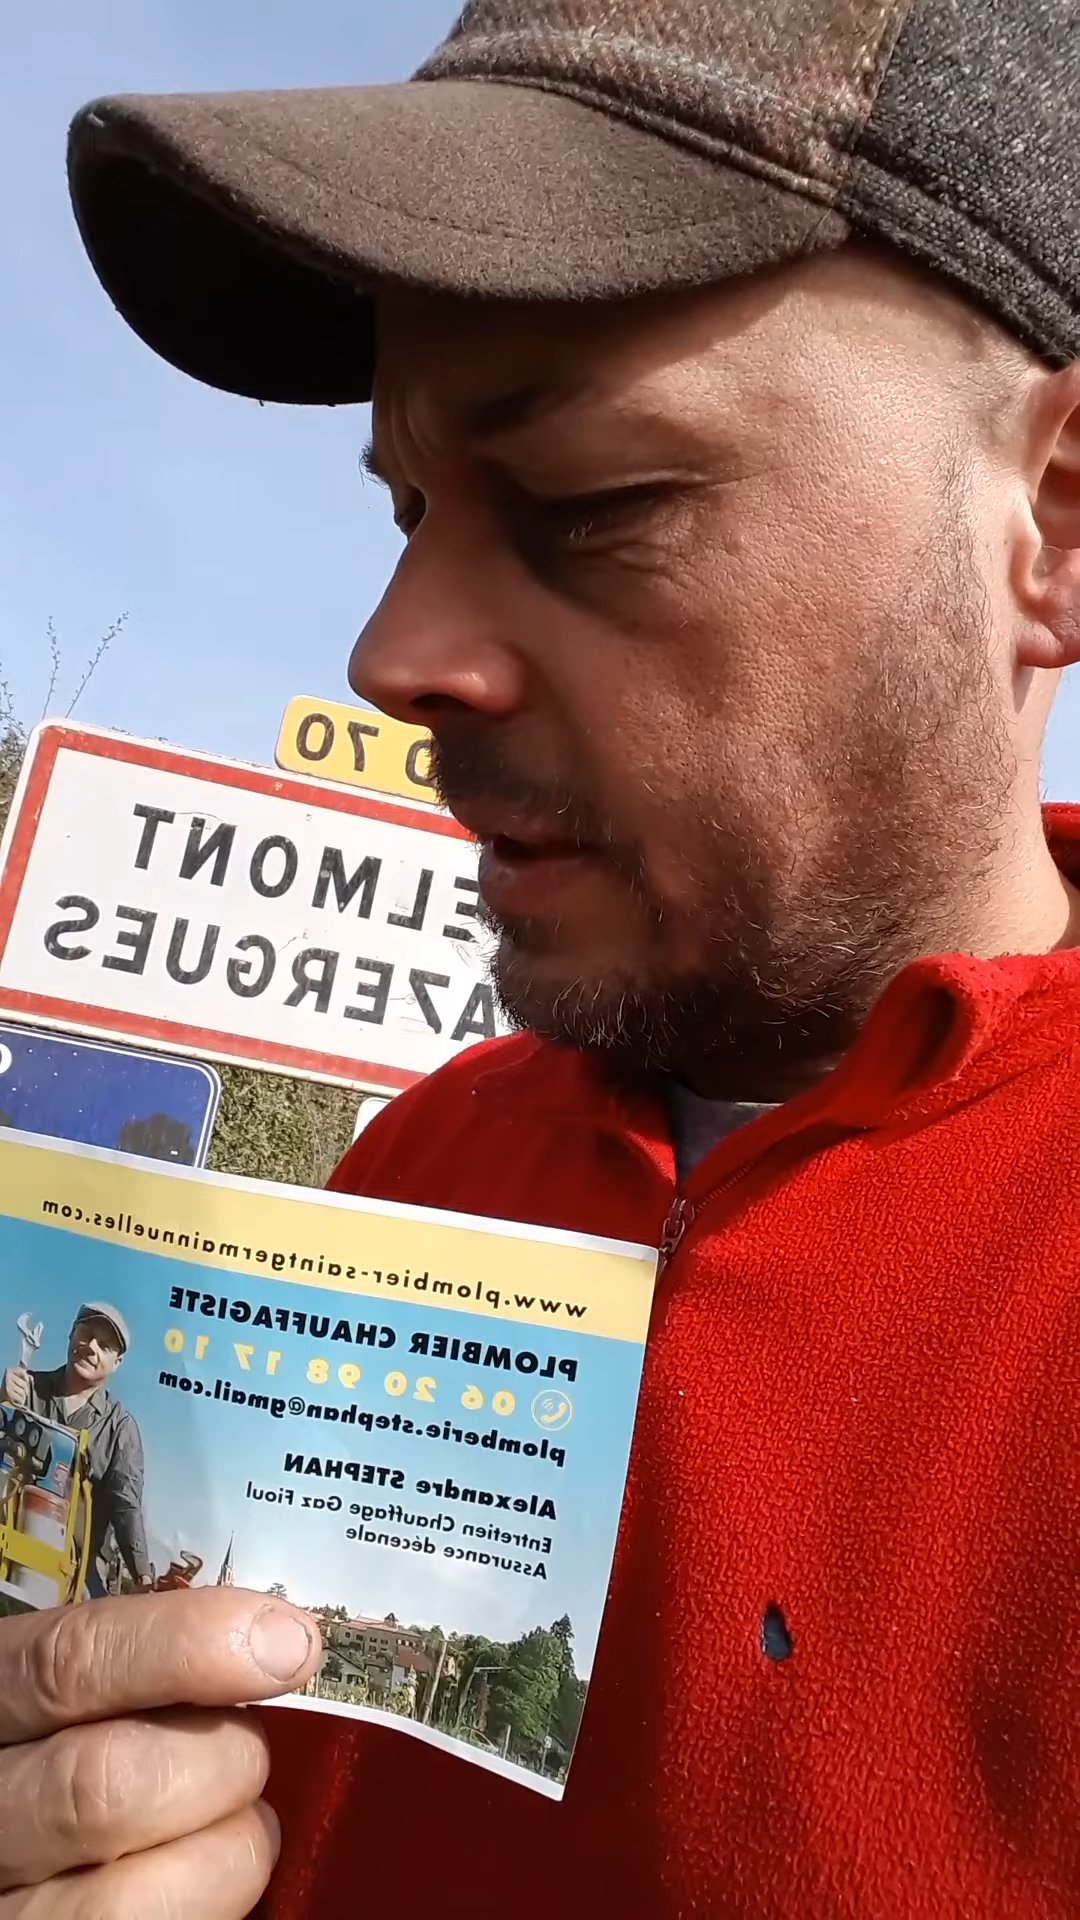 D 70
ELMONT
AZERGUES
www.plombier-saintgermainnuelles.com
PLOMBIER CHAUFFAGISTE
06 20 98 17 10
plomberie.stephan@gmail.com
Alexandre STEPHAN
Entretien Chauffage Gaz Fioul
Assurance décenale